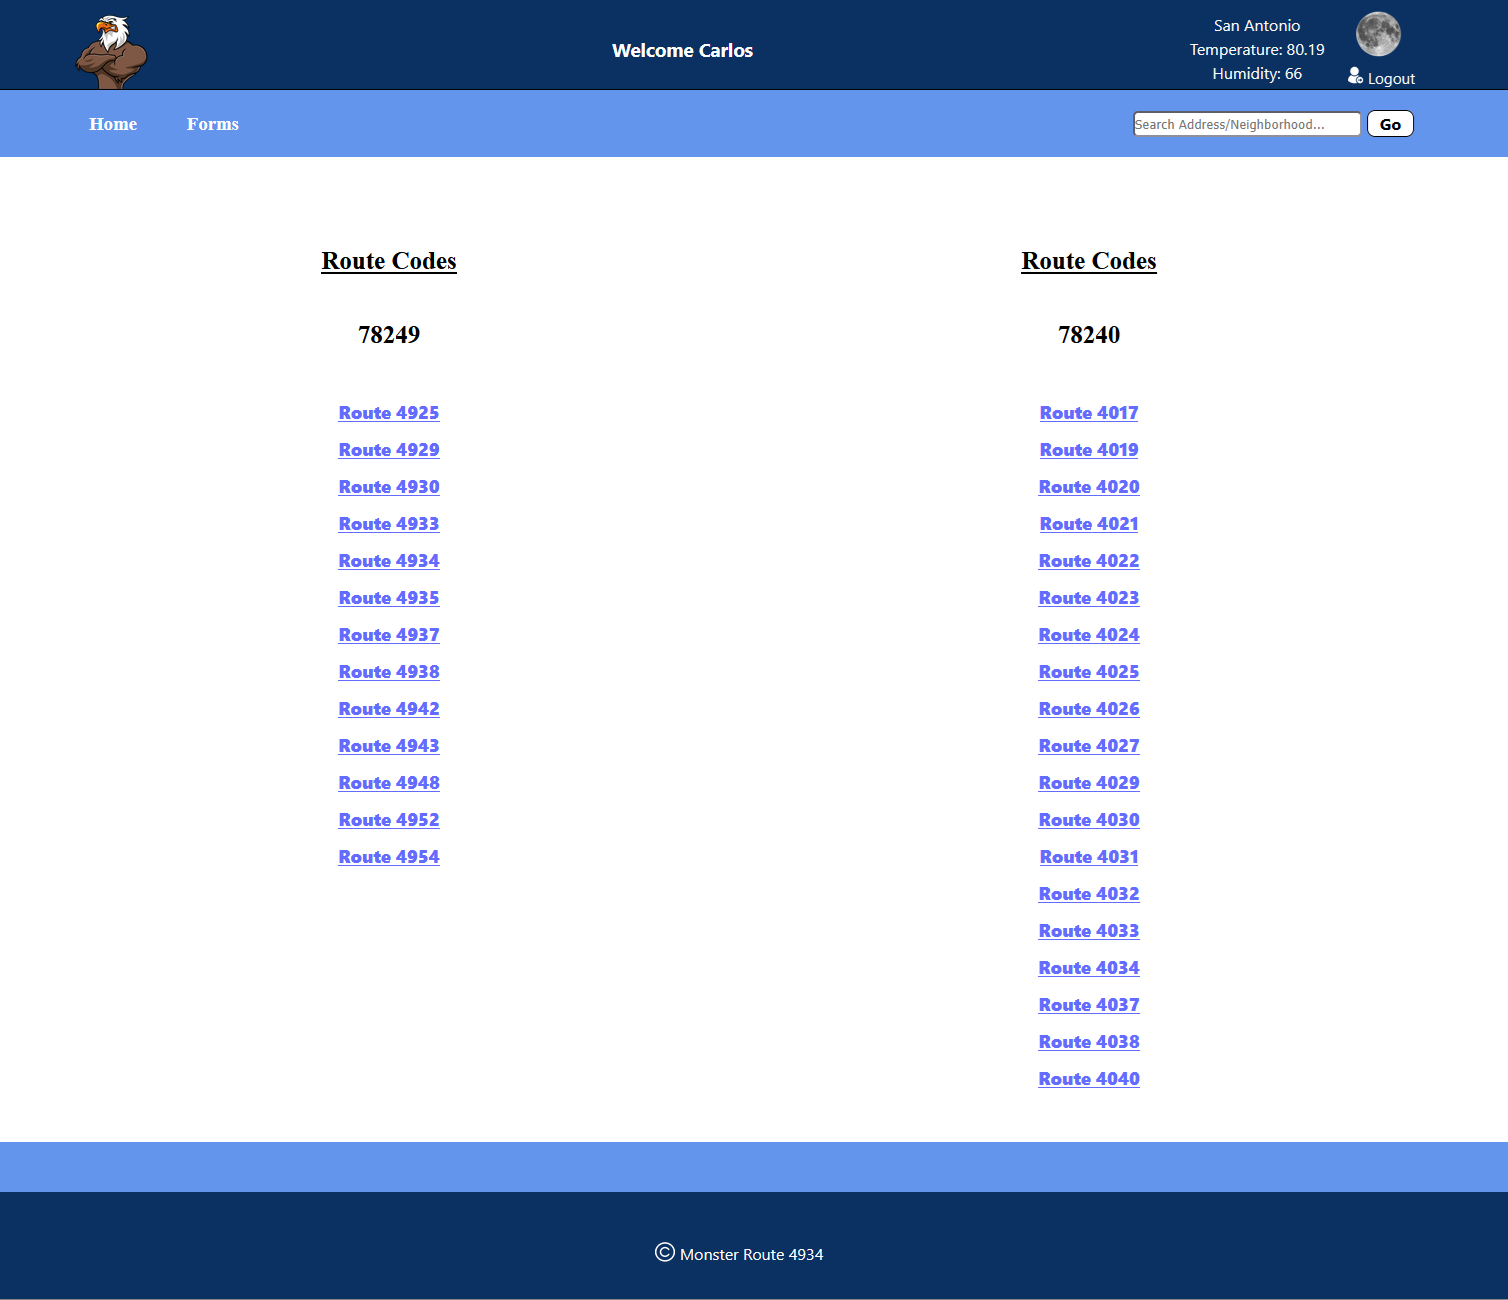 Welcome Carlos
San Antonio
Temperature: 80.19
Humidity: 66
Logout
Home
Forms
Search Address/Neighborhood...
Go
Route Codes
78249
Route 4925
Route 4929
Route 4930
Route 4933
Route 4934
Route 4935
Route 4937
Route 4938
Route 4942
Route 4943
Route 4948
Route 4952
Route 4954
Route Codes
78240
Route 4017
Route 4019
Route 4020
Route 4021
Route 4022
Route 4023
Route 4024
Route 4025
Route 4026
Route 4027
Route 4029
Route 4030
Route 4031
Route 4032
Route 4033
Route 4034
Route 4037
Route 4038
Route 4040
© Monster Route 4934